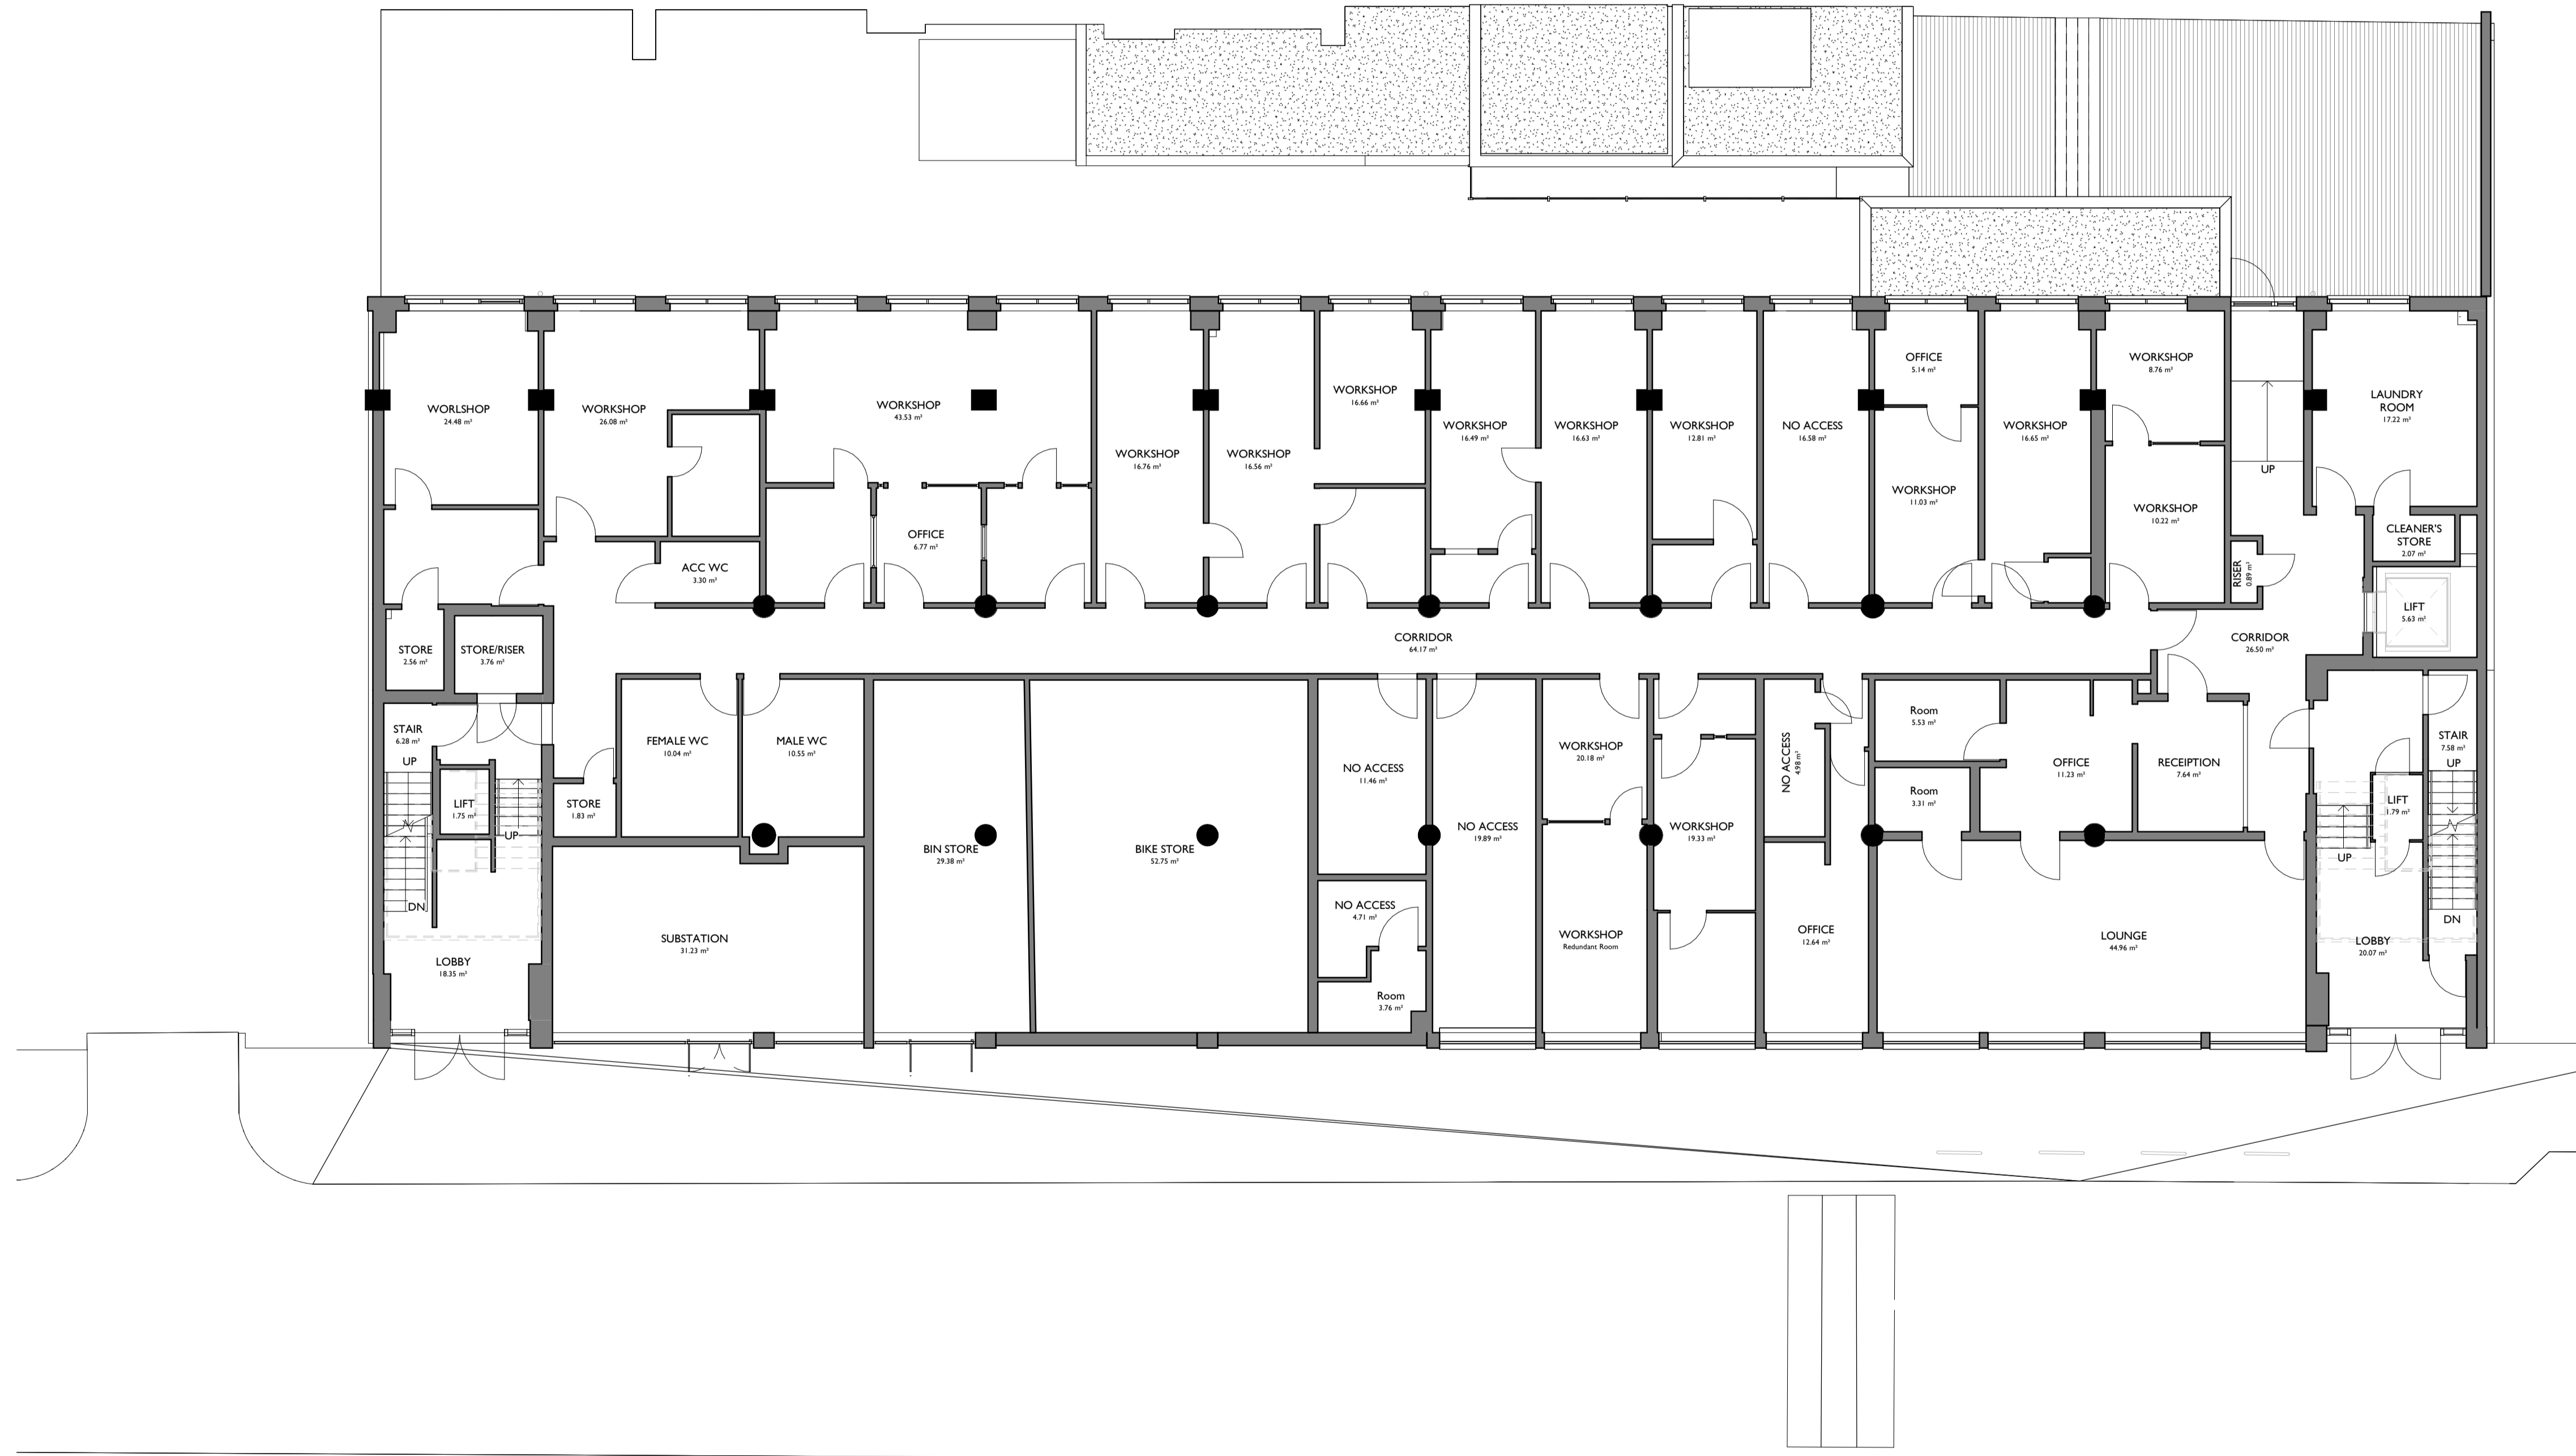 WORLSHOP
24.48 m²
WORKSHOP
26.08 m²
WORKSHOP
43.53 m²
WORKSHOP
16.76 m²
WORKSHOP
16.56 m²
WORKSHOP
16.66 m²
WORKSHOP
16.49 m²
WORKSHOP
16.63 m²
WORKSHOP
12.81 m²
NO ACCESS
16.58 m²
OFFICE
5.14 m²
WORKSHOP
11.03 m²
WORKSHOP
16.65 m²
WORKSHOP
8.76 m²
WORKSHOP
10.22 m²
UP
LAUNDRY
ROOM
17.22 m²
OFFICE
6.77 m²
ACC WC
3.30 m²
RISER
0.89 m²
CLEANER'S
STORE
2.07 m²
LIFT
5.63 m²
STORE
2.56 m²
STORE/RISER
3.76 m²
CORRIDOR
64.17 m²
CORRIDOR
26.50 m²
STAIR
6.28 m²
UP
LIFT
1.75 m²
UP
DN
LOBBY
18.35 m²
STORE
1.83 m²
FEMALE WC
10.04 m²
MALE WC
10.55 m²
SUBSTATION
31.23 m²
BIN STORE
29.38 m²
BIKE STORE
52.75 m²
NO ACCESS
11.46 m²
NO ACCESS
4.71 m²
Room
3.76 m²
NO ACCESS
19.89 m²
WORKSHOP
20.18 m²
WORKSHOP
Redundant Room
WORKSHOP
19.33 m²
NO ACCESS
4.98 m²
OFFICE
12.64 m²
Room
5.53 m²
Room
3.31 m²
OFFICE
11.23 m²
RECEIPTION
7.64 m²
LOUNGE
44.96 m²
STAIR
7.58 m²
UP
LIFT
1.79 m²
UP
DN
LOBBY
20.07 m²